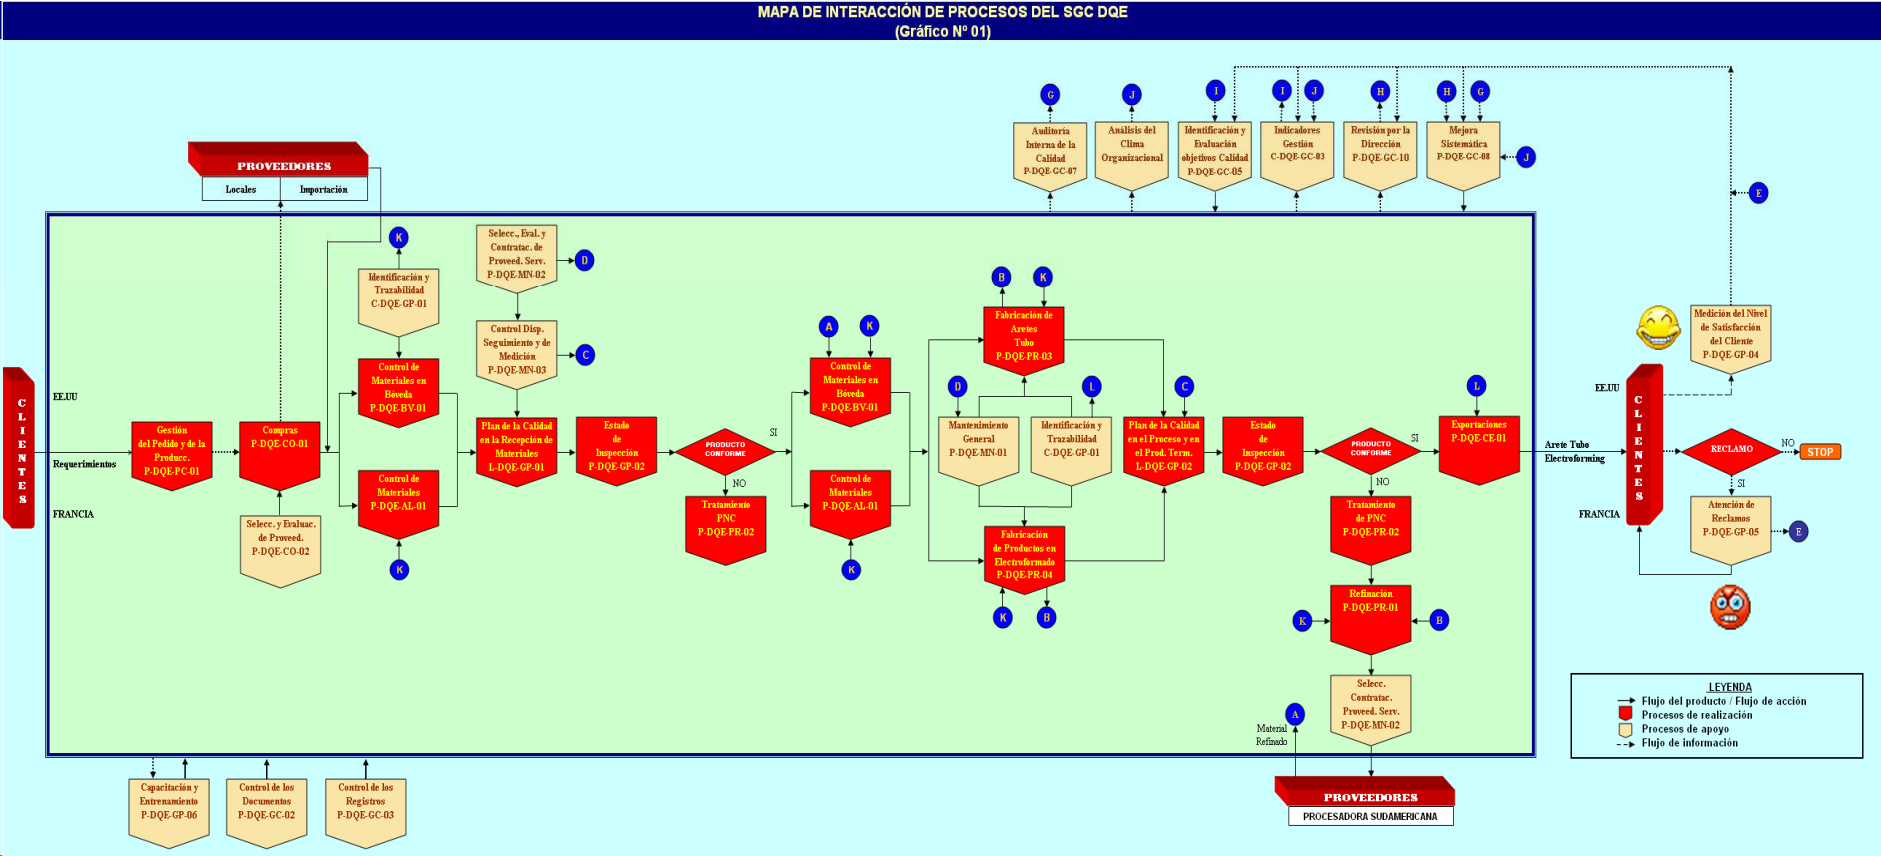 MAPA DE INTERACCIÓN DE PROCESOS DEL SGC DQE
(Gráfico Nº 01)
G
J
I
I
J
H
H
G
Auditoría
Interna de la
Calidad
P-DQE-GC-07
Análisis del
Clima
Organizacional
Identificación y
Evaluación
objetivos Calidad
P-DQE-GC-05
Indicadores
Gestión
C-DQE-GC-03
Revisión por la
Dirección
P-DQE-GC-10
Mejora
Sistemática
P-DQE-GC-08
J
E
PROVEEDORES
Locales
Importación
K
Identificación y
Trazabilidad
C-DQE-GP-01
Selecc., Eval. y
Contratac. de
Proveed. Serv.
P-DQE-MN-02
D
Control Disp.
Seguimiento y de
Medición
P-DQE-MN-03
C
CLIENTES
EE.UU
Requerimientos
FRANCIA
Gestión
del Pedido y de la
Producc.
P-DQE-PC-01
Compras
P-DQE-CO-01
Selecc. y Evaluac.
de Proveed.
P-DQE-CO-02
Control de
Materiales en
Bóveda
P-DQE-BV-01
Control de
Materiales
P-DQE-AL-01
K
Plan de la Calidad
en la Recepción de
Materiales
L-DQE-GP-01
Estado
de
Inspección
P-DQE-GP-02
PRODUCTO
CONFORME
SI
NO
Tratamiento
PNC
P-DQE-PR-02
A
K
Control de
Materiales en
Bóveda
P-DQE-BV-01
Control de
Materiales
P-DQE-AL-01
K
B
K
Fabricación de
Aretes
Tubo
P-DQE-PR-03
D
L
Mantenimiento
General
P-DQE-MN-01
Identificación y
Trazabilidad
C-DQE-GP-01
Fabricación
de Productos en
Electroformado
P-DQE-PR-04
K
B
C
Plan de la Calidad
en el Proceso y en
el Prod. Term.
L-DQE-GP-02
Estado
de
Inspección
P-DQE-GP-02
PRODUCTO
CONFORME
SI
NO
L
Exportaciones
P-DQE-CE-01
Tratamiento
de PNC
P-DQE-PR-02
Refinación
P-DQE-PR-01
K
B
Selecc.
Contratac.
Proveed. Serv.
P-DQE-MN-02
A
Material
Refinado
PROVEEDORES
PROCESADORA SUDAMERICANA
Arete Tubo
Electroforming
EE.UU
FRANCIA
CLIENTES
Medición del Nivel
de Satisfacción
del Cliente
P-DQE-GP-04
RECLAMO
NO
STOP
SI
Atención de
Reclamos
P-DQE-GP-05
E
Capacitación y
Entrenamiento
P-DQE-GP-06
Control de los
Documentos
P-DQE-GC-02
Control de los
Registros
P-DQE-GC-03
LEYENDA
Flujo del producto / Flujo de acción
Procesos de realización
Procesos de apoyo
Flujo de información